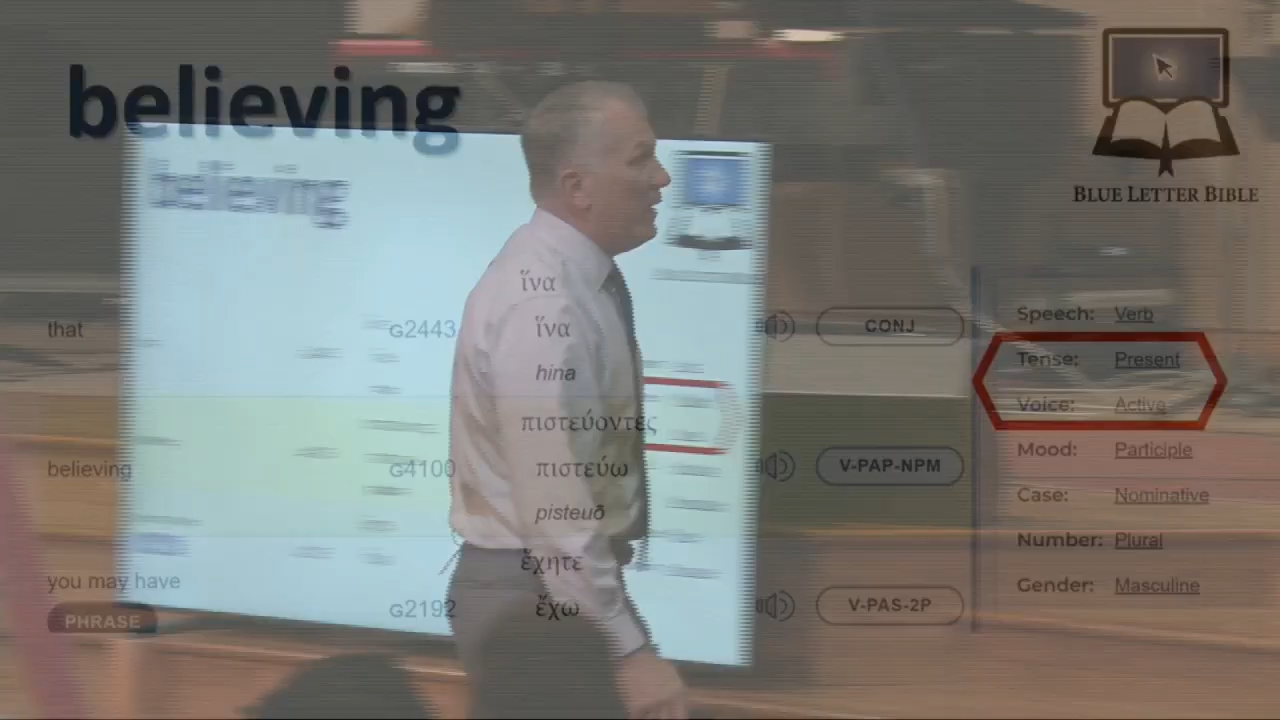 believing
believing
BLUE LETTER BIBLE
ἵνα
that G2443 ἵνα CONJ
hina
πιστεύοντες
believing G4100 πιστεύω V-PAP-NPM
pisteuō
ἔχητε
you may have
PHRASE G2192 ἔχω V-PAS-2P
Speech: Verb
Tense: Present
Voice: Active
Mood: Participle
Case: Nominative
Number: Plural
Gender: Masculine